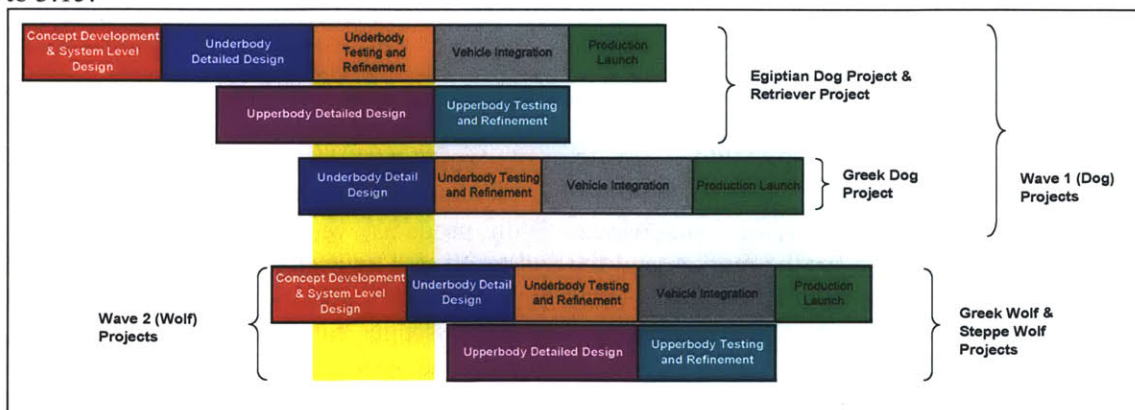 Concept Development
& System Level
Design
Underbody
Detailed Design
Underbody
Testing and
Refinement
Vehicle Integration
Production
Launch
Upperbody Detailed Design
Upperbody Testing
and Refinement
Egiptian Dog Project &
Retriever Project
Underbody Detail
Design
Underbody Testing
and Refinement
Vehicle Integration
Production Launch
Greek Dog
Project
Wave 1 (Dog)
Projects
Wave 2 (Wolf)
Projects
Concept Development
& System Level
Design
Underbody Detail
Design
Underbody Testing
and Refinement
Vehicle Integration
Production
Launch
Upperbody Detailed Design
Upperbody Testing
and Refinement
Greek Wolf &
Steppe Wolf
Projects